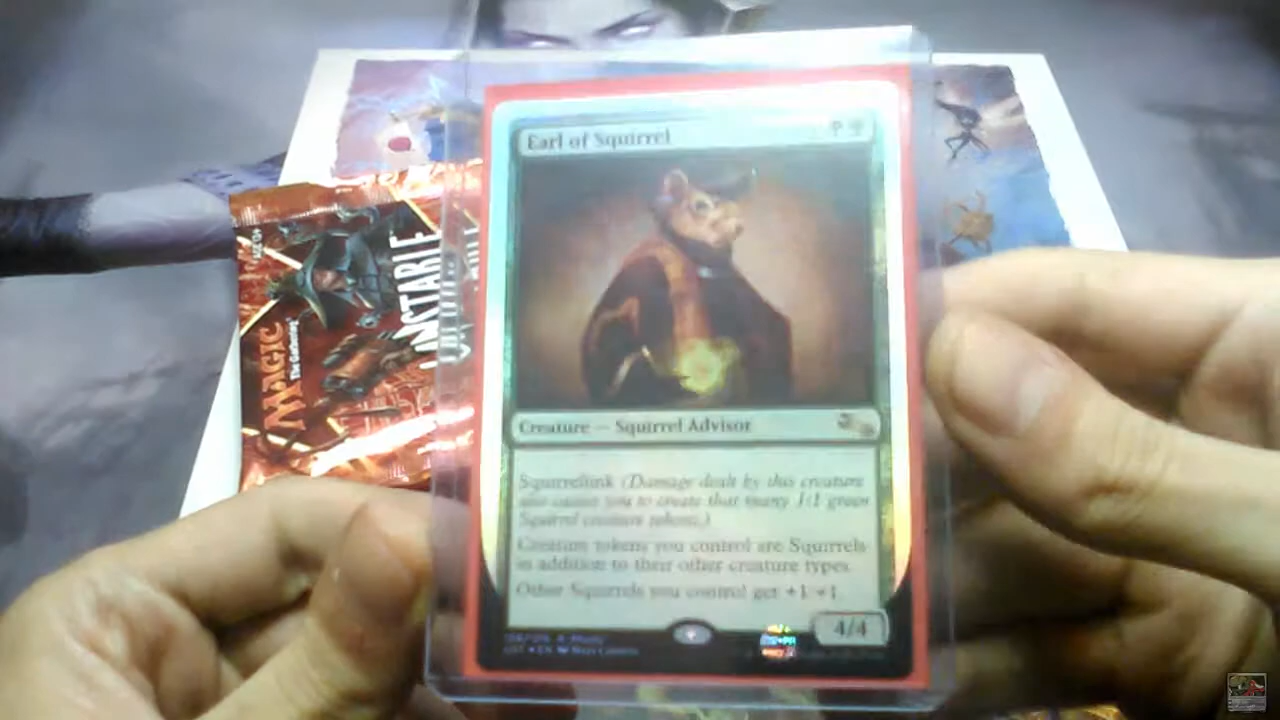 Earl of Squirrel
MAGIC
The Gathering
UNSTABLE
Creature — Squirrel Advisor
Squirrellink (Damage dealt by this creature
also causes you to create that many 1/1 green
Squirrel creature tokens.)
Creature tokens you control are Squirrels
in addition to their other creature types.
Other Squirrels you control get +1/+1.
4/4